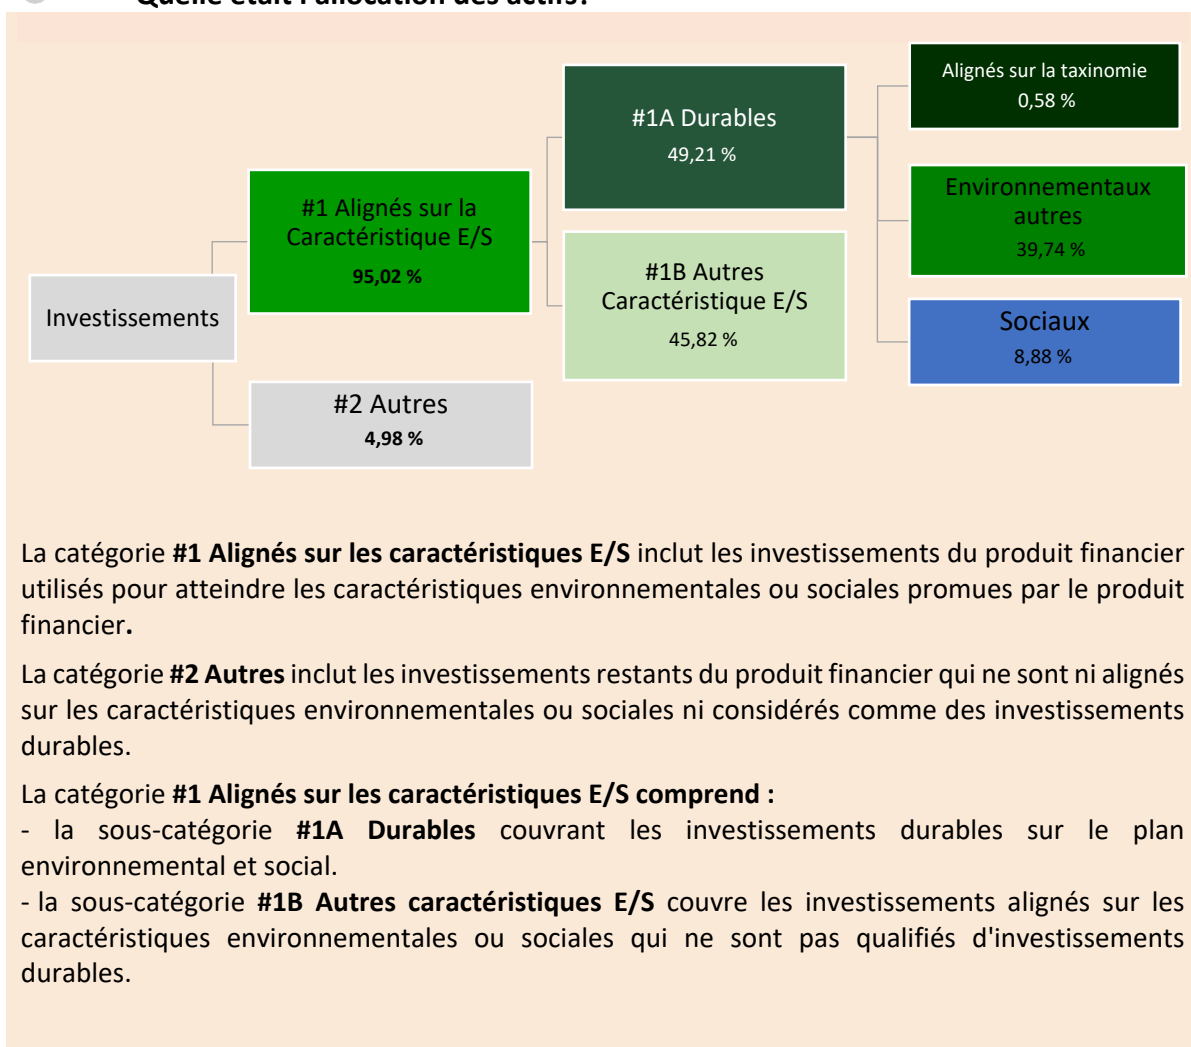 Quelle était l'allocation des actifs?
Investissements
#1 Alignés sur la
Caractéristique E/S
95,02 %
#2 Autres
4,98 %
#1A Durables
49,21 %
#1B Autres
Caractéristique E/S
45,82 %
Alignés sur la taxinomie
0,58 %
Environnementaux
autres
39,74 %
Sociaux
8,88 %
La catégorie #1 Alignés sur les caractéristiques E/S inclut les investissements du produit financier
utilisés pour atteindre les caractéristiques environnementales ou sociales promues par le produit
financier.
La catégorie #2 Autres inclut les investissements restants du produit financier qui ne sont ni alignés
sur les caractéristiques environnementales ou sociales ni considérés comme des investissements
durables.
La catégorie #1 Alignés sur les caractéristiques E/S comprend :
- la sous-catégorie #1A Durables couvrant les investissements durables sur le plan
environnemental et social.
- la sous-catégorie #1B Autres caractéristiques E/S couvre les investissements alignés sur les
caractéristiques environnementales ou sociales qui ne sont pas qualifiés d'investissements
durables.